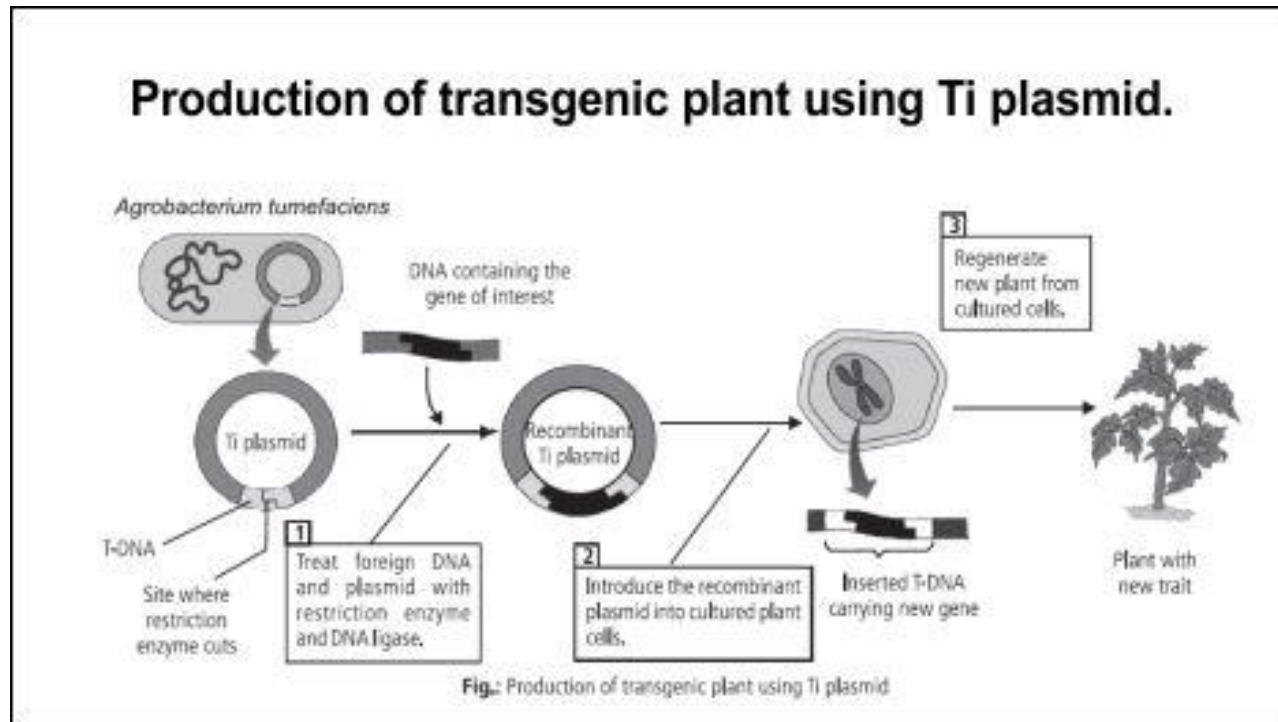 Production of transgenic plant using Ti plasmid.
Agrobacterium tumefaciens
DNA containing the
gene of interest
3
Regenerate
new plant from
cultured cells.
Ti plasmid
Recombinant
Ti plasmid
T-DNA
Site where
restriction
enzyme cuts
1
Treat foreign DNA
and plasmid with
restriction enzyme
and DNA ligase.
2
Introduce the recombinant
plasmid into cultured plant
cells.
Inserted T-DNA
carrying new gene
Plant with
new trait
Fig.: Production of transgenic plant using Ti plasmid